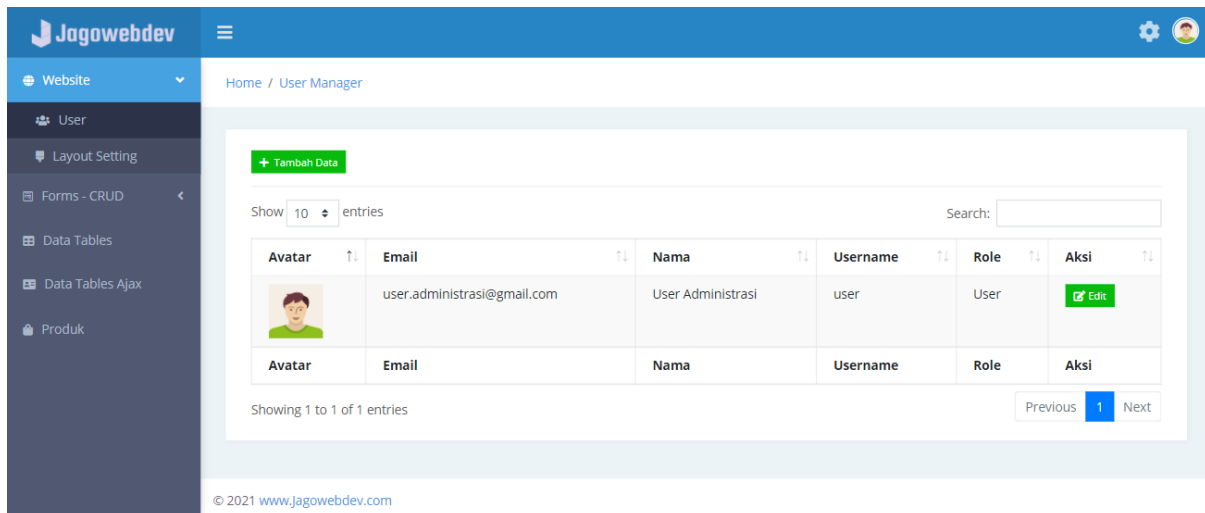 Jagowebdev
Website
Home / User Manager
User
Layout Setting
Forms - CRUD
Data Tables
Data Tables Ajax
Produk
Tambah Data
Show 10 entries
Search:
Avatar Email Nama Username Role Aksi
user.administrasi@gmail.com User Administrasi user User Edit
Avatar Email Nama Username Role Aksi
Showing 1 to 1 of 1 entries
Previous 1 Next
© 2021 www.Jagowebdev.com